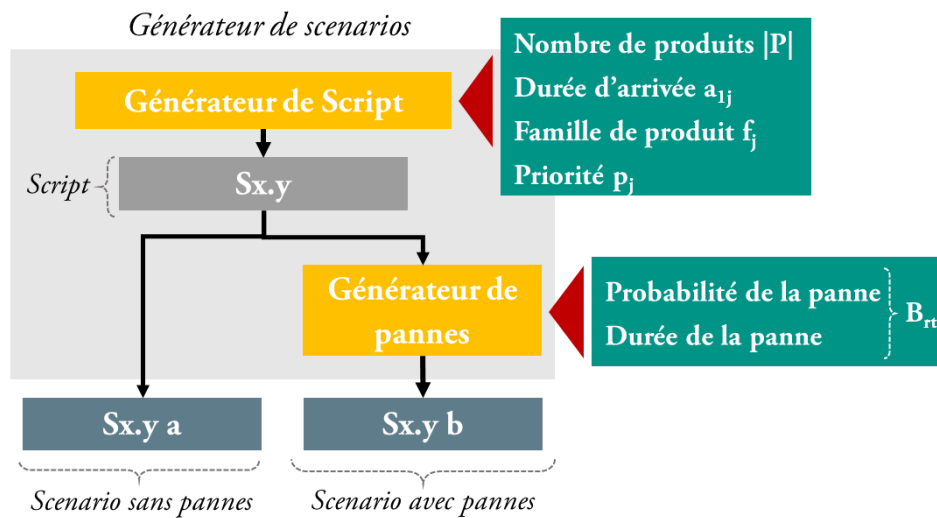 Générateur de scenarios
Nombre de produits |P|
Durée d'arrivée a1j
Famille de produit fj
Priorité pj
Générateur de Script
Script
Sx.y
Générateur de
pannes
Probabilité de la panne
Durée de la panne
Brt
Sx.y a
Sx.y b
Scenario sans pannes
Scenario avec pannes